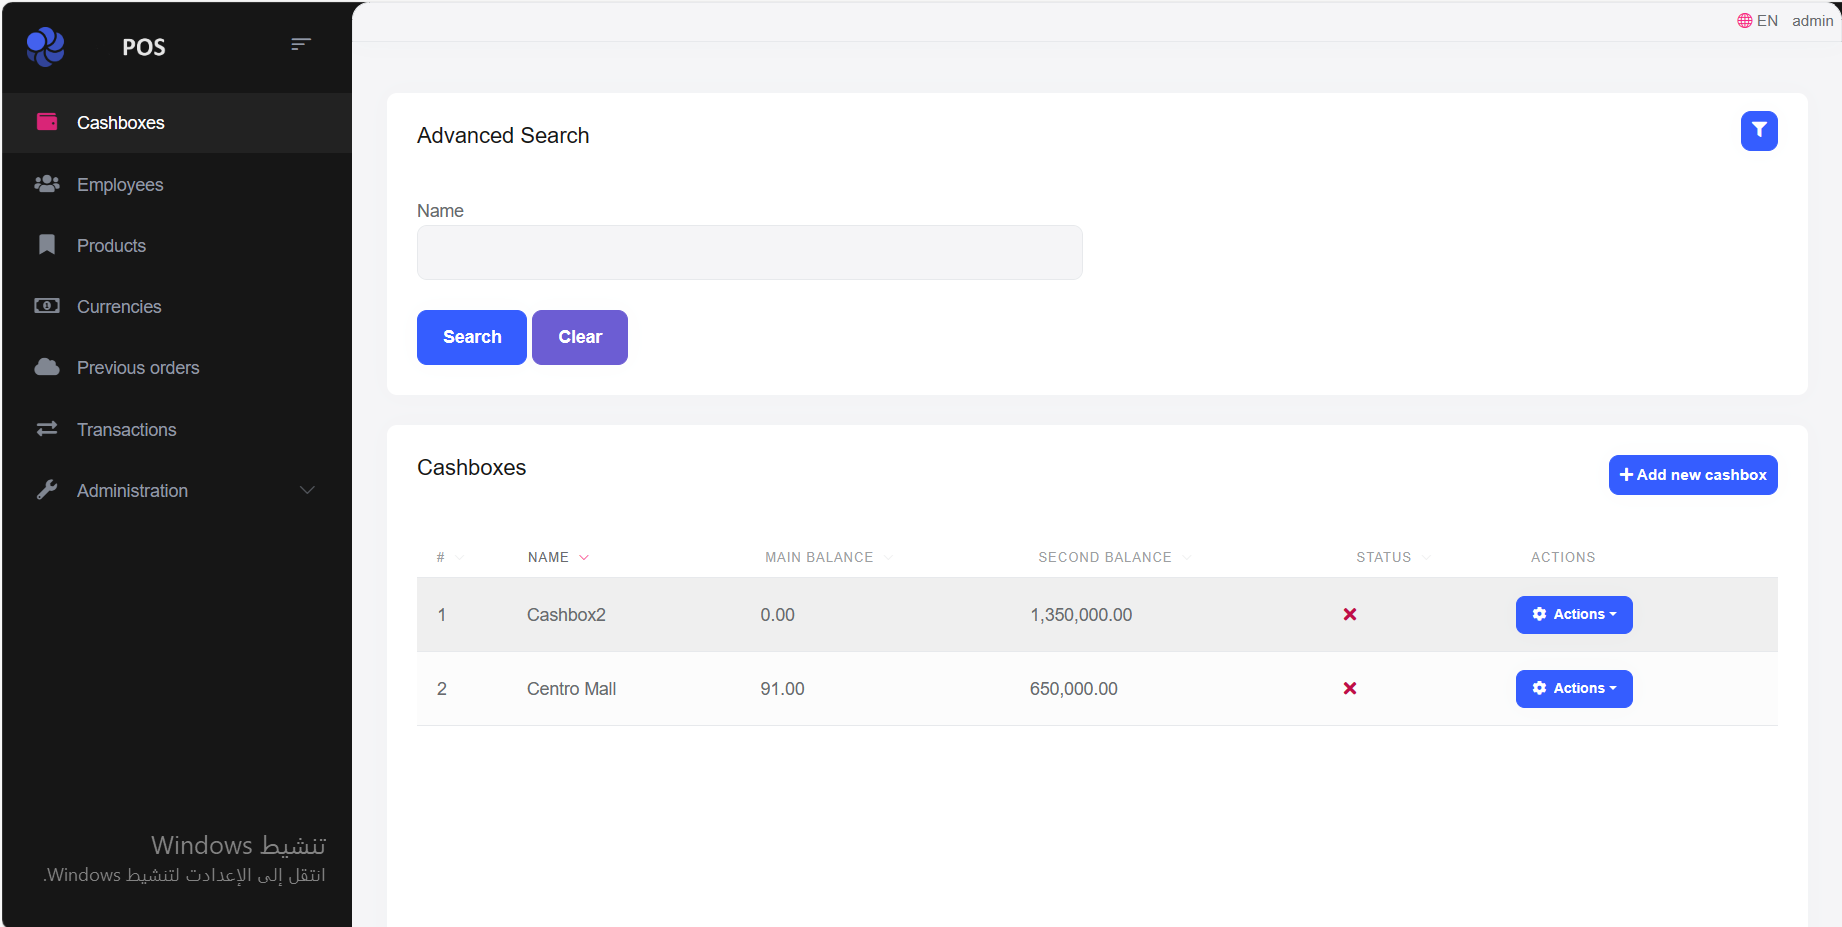 POS
EN admin
Cashboxes
Employees
Products
Currencies
Previous orders
Transactions
Administration
تنشيط Windows
انتقل إلى الإعدادت لتنشيط Windows.
Advanced Search
Name
Search Clear
Cashboxes
Add new cashbox
# NAME MAIN BALANCE SECOND BALANCE STATUS ACTIONS
1 Cashbox2 0.00 1,350,000.00 Actions
2 Centro Mall 91.00 650,000.00 Actions